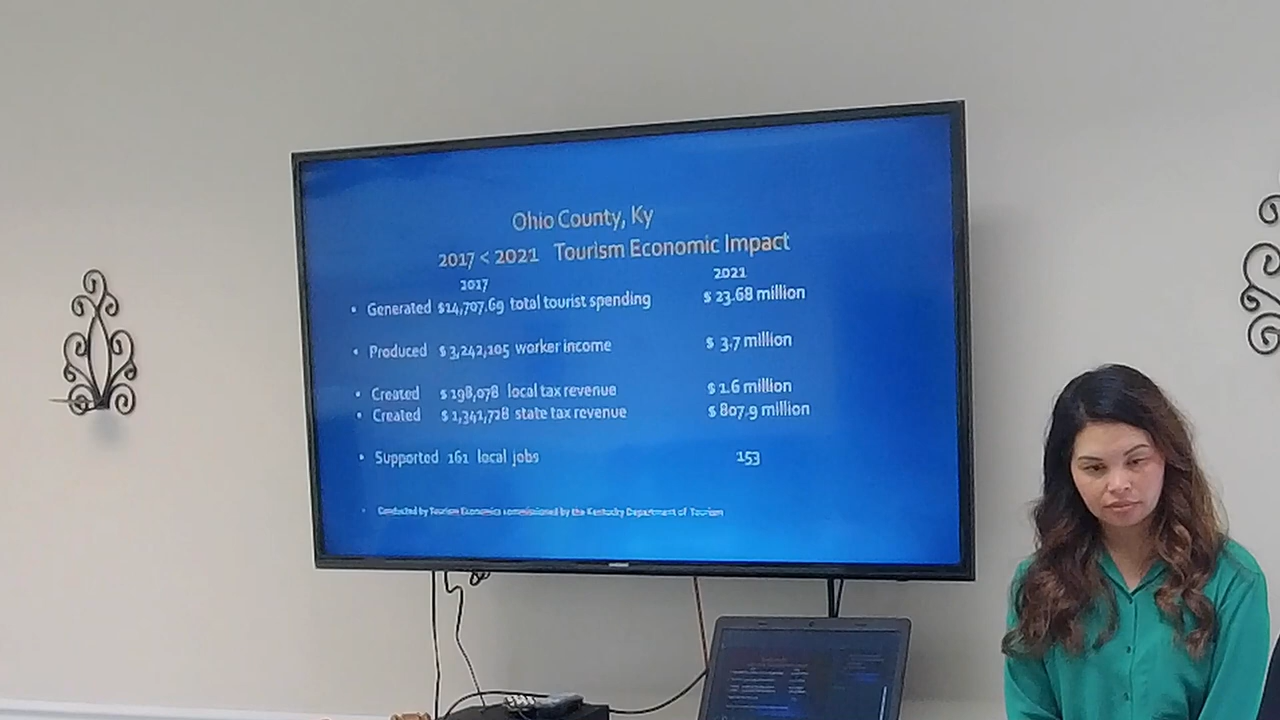 Ohio County, Ky
2017 < 2021 Tourism Economic Impact
2017 2021
• Generated $14,707.69 total tourist spending $ 23.68 million
• Produced $ 3,242,105 worker income $ 3.7 million
• Created $ 198,078 local tax revenue $ 1.6 million
• Created $ 1,341,728 state tax revenue $ 807.9 million
• Supported 161 local jobs 153
• Conducted by Tourism Economics commissioned by the Kentucky Department of Tourism